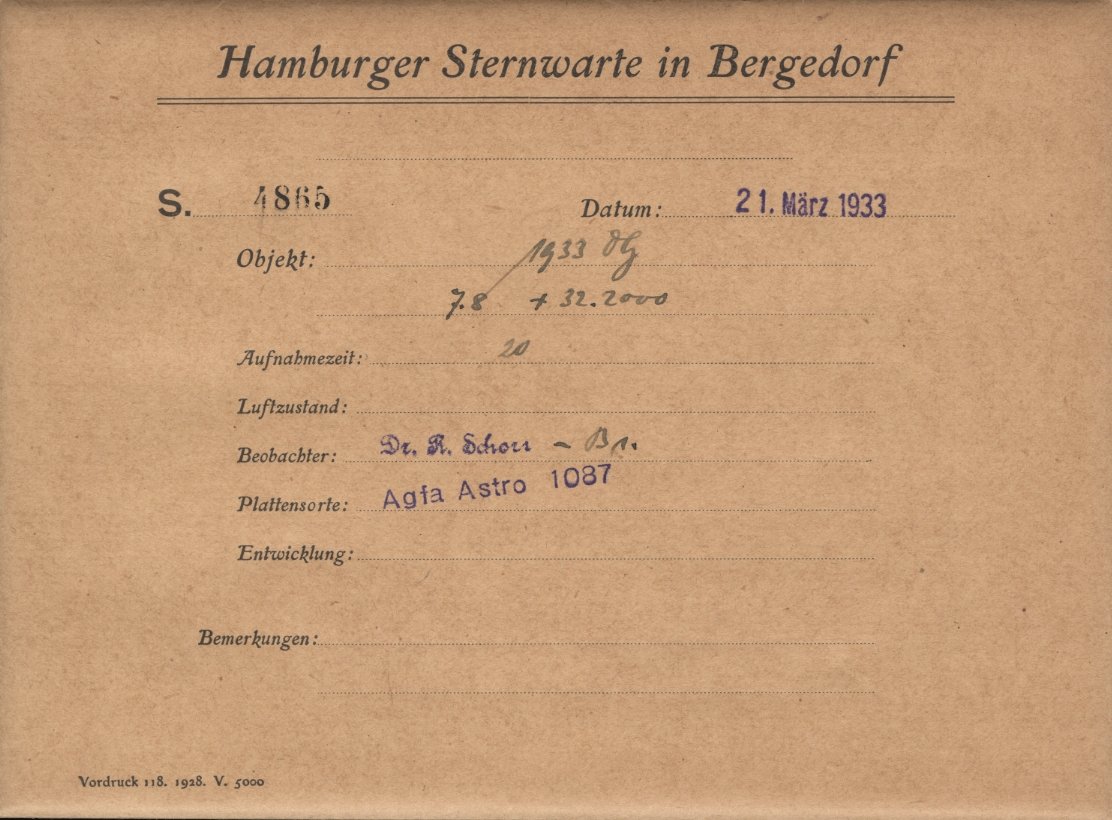 Hamburger Sternwarte in Bergedorf
S. 4865 Datum: 21. März 1933
Objekt: 1933
7.8 + 32.2000
Aufnahmezeit: 20
Luftzustand:
Beobachter: Dr. R. Schorr – Br.
Plattensorte: Agfa Astro 1087
Entwicklung:
Bemerkungen:
Vordruck 118. 1928. V. 5000